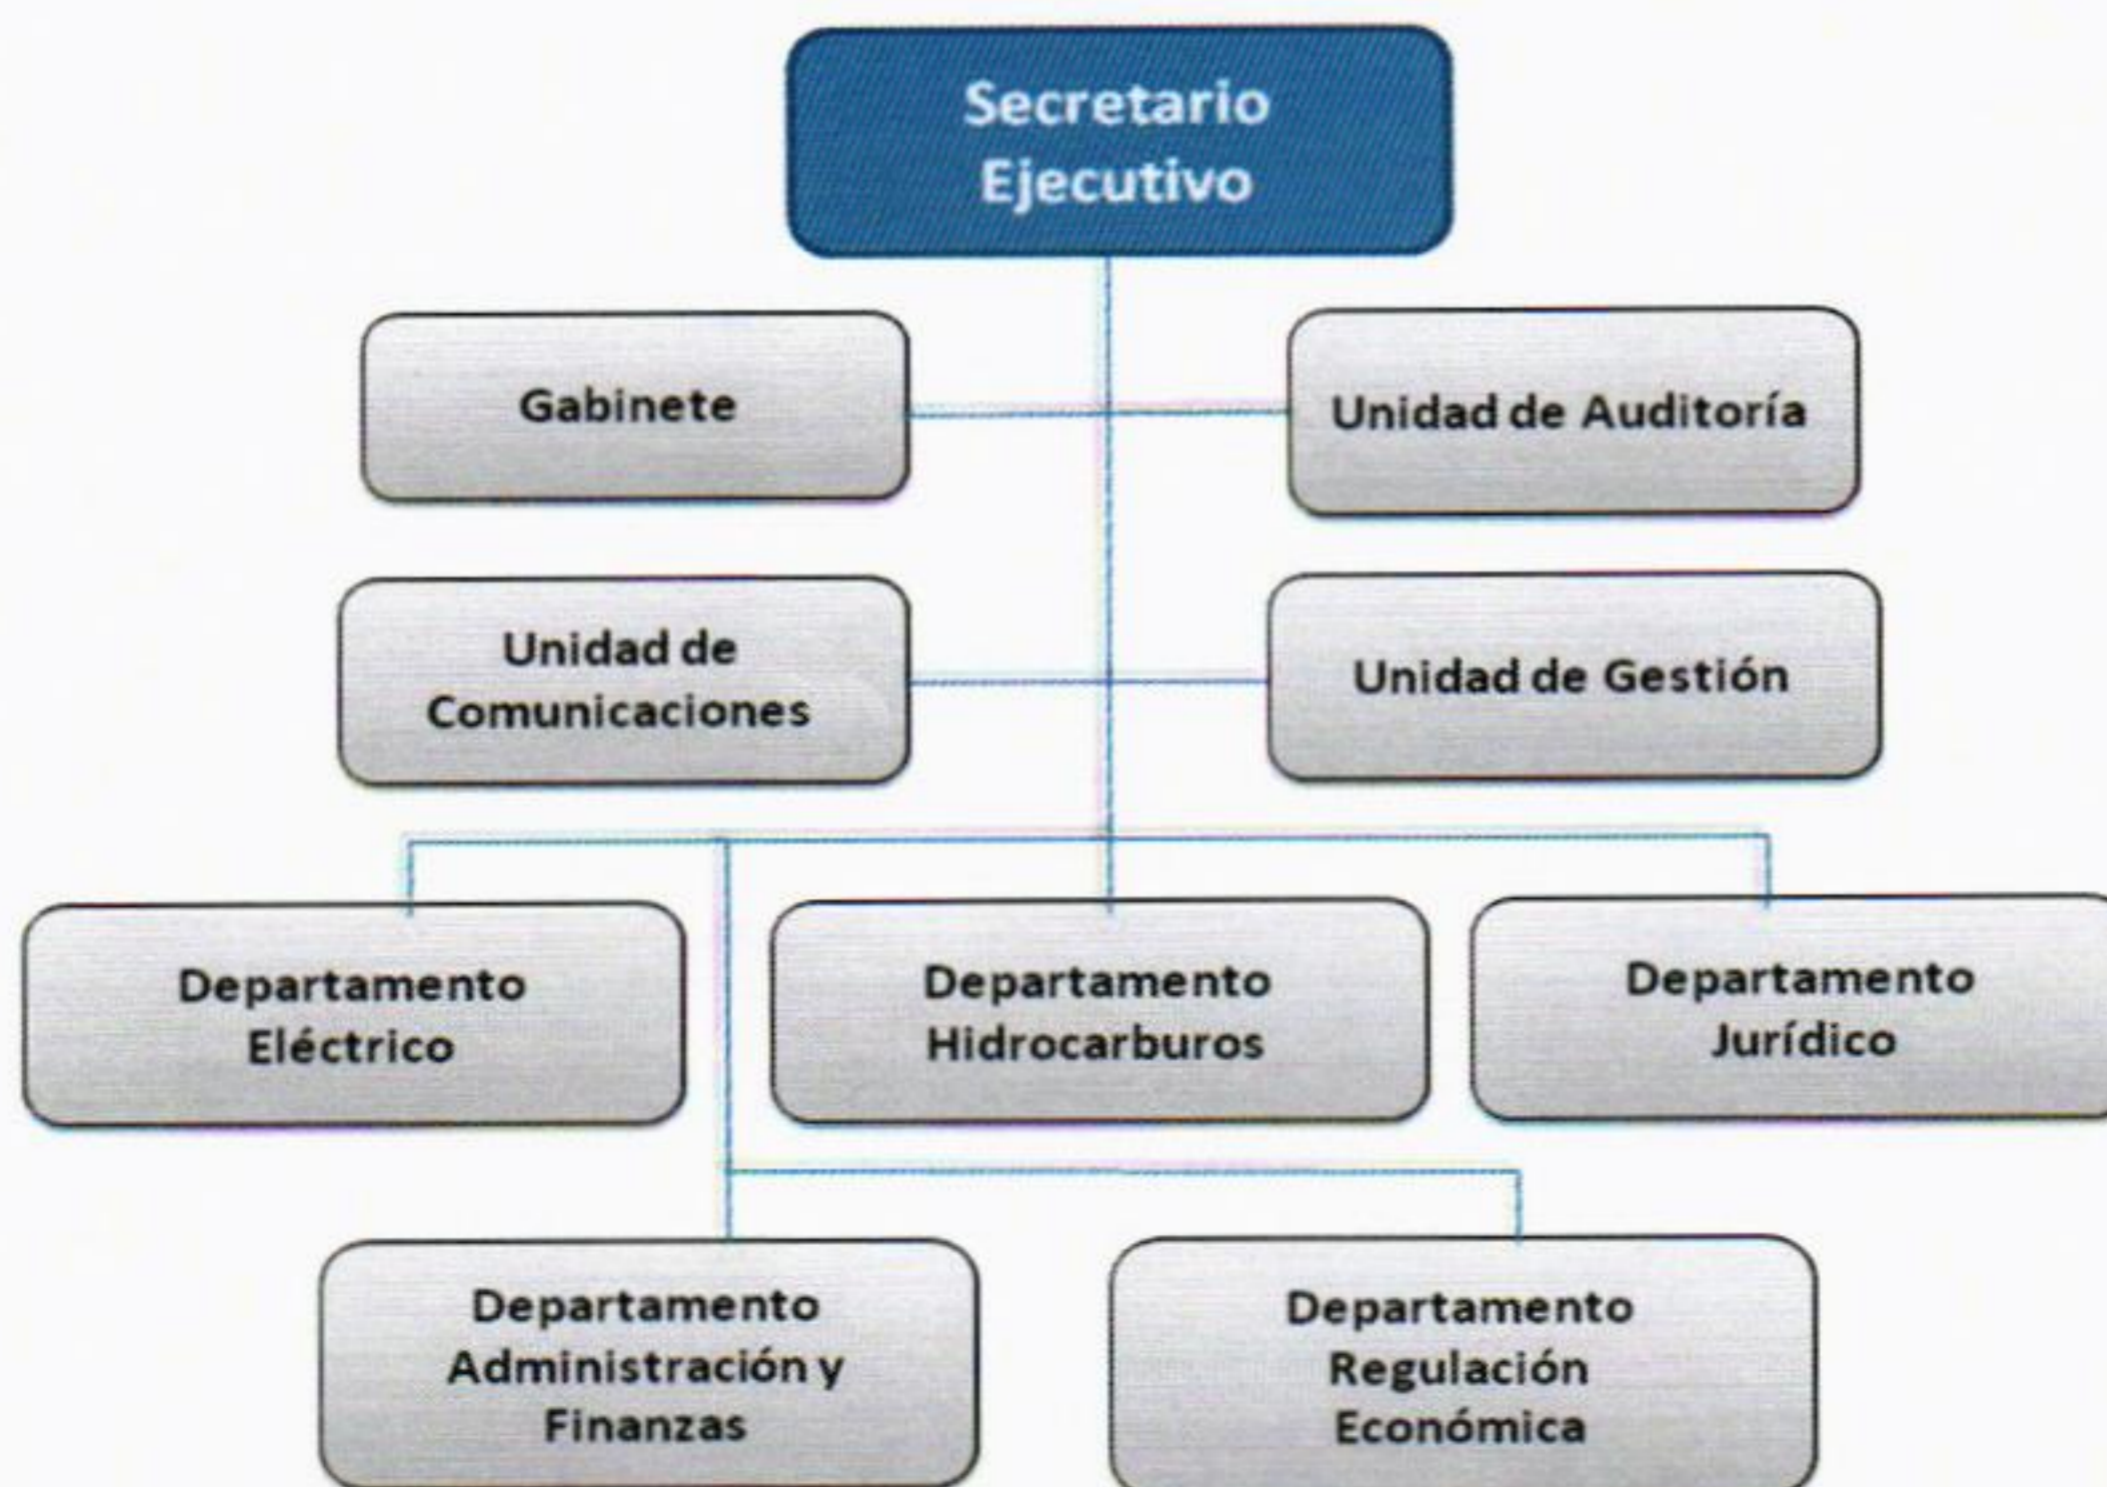 Secretario
Ejecutivo
Gabinete
Unidad de Auditoría
Unidad de
Comunicaciones
Unidad de Gestión
Departamento
Eléctrico
Departamento
Hidrocarburos
Departamento
Jurídico
Departamento
Administración y
Finanzas
Departamento
Regulación
Económica